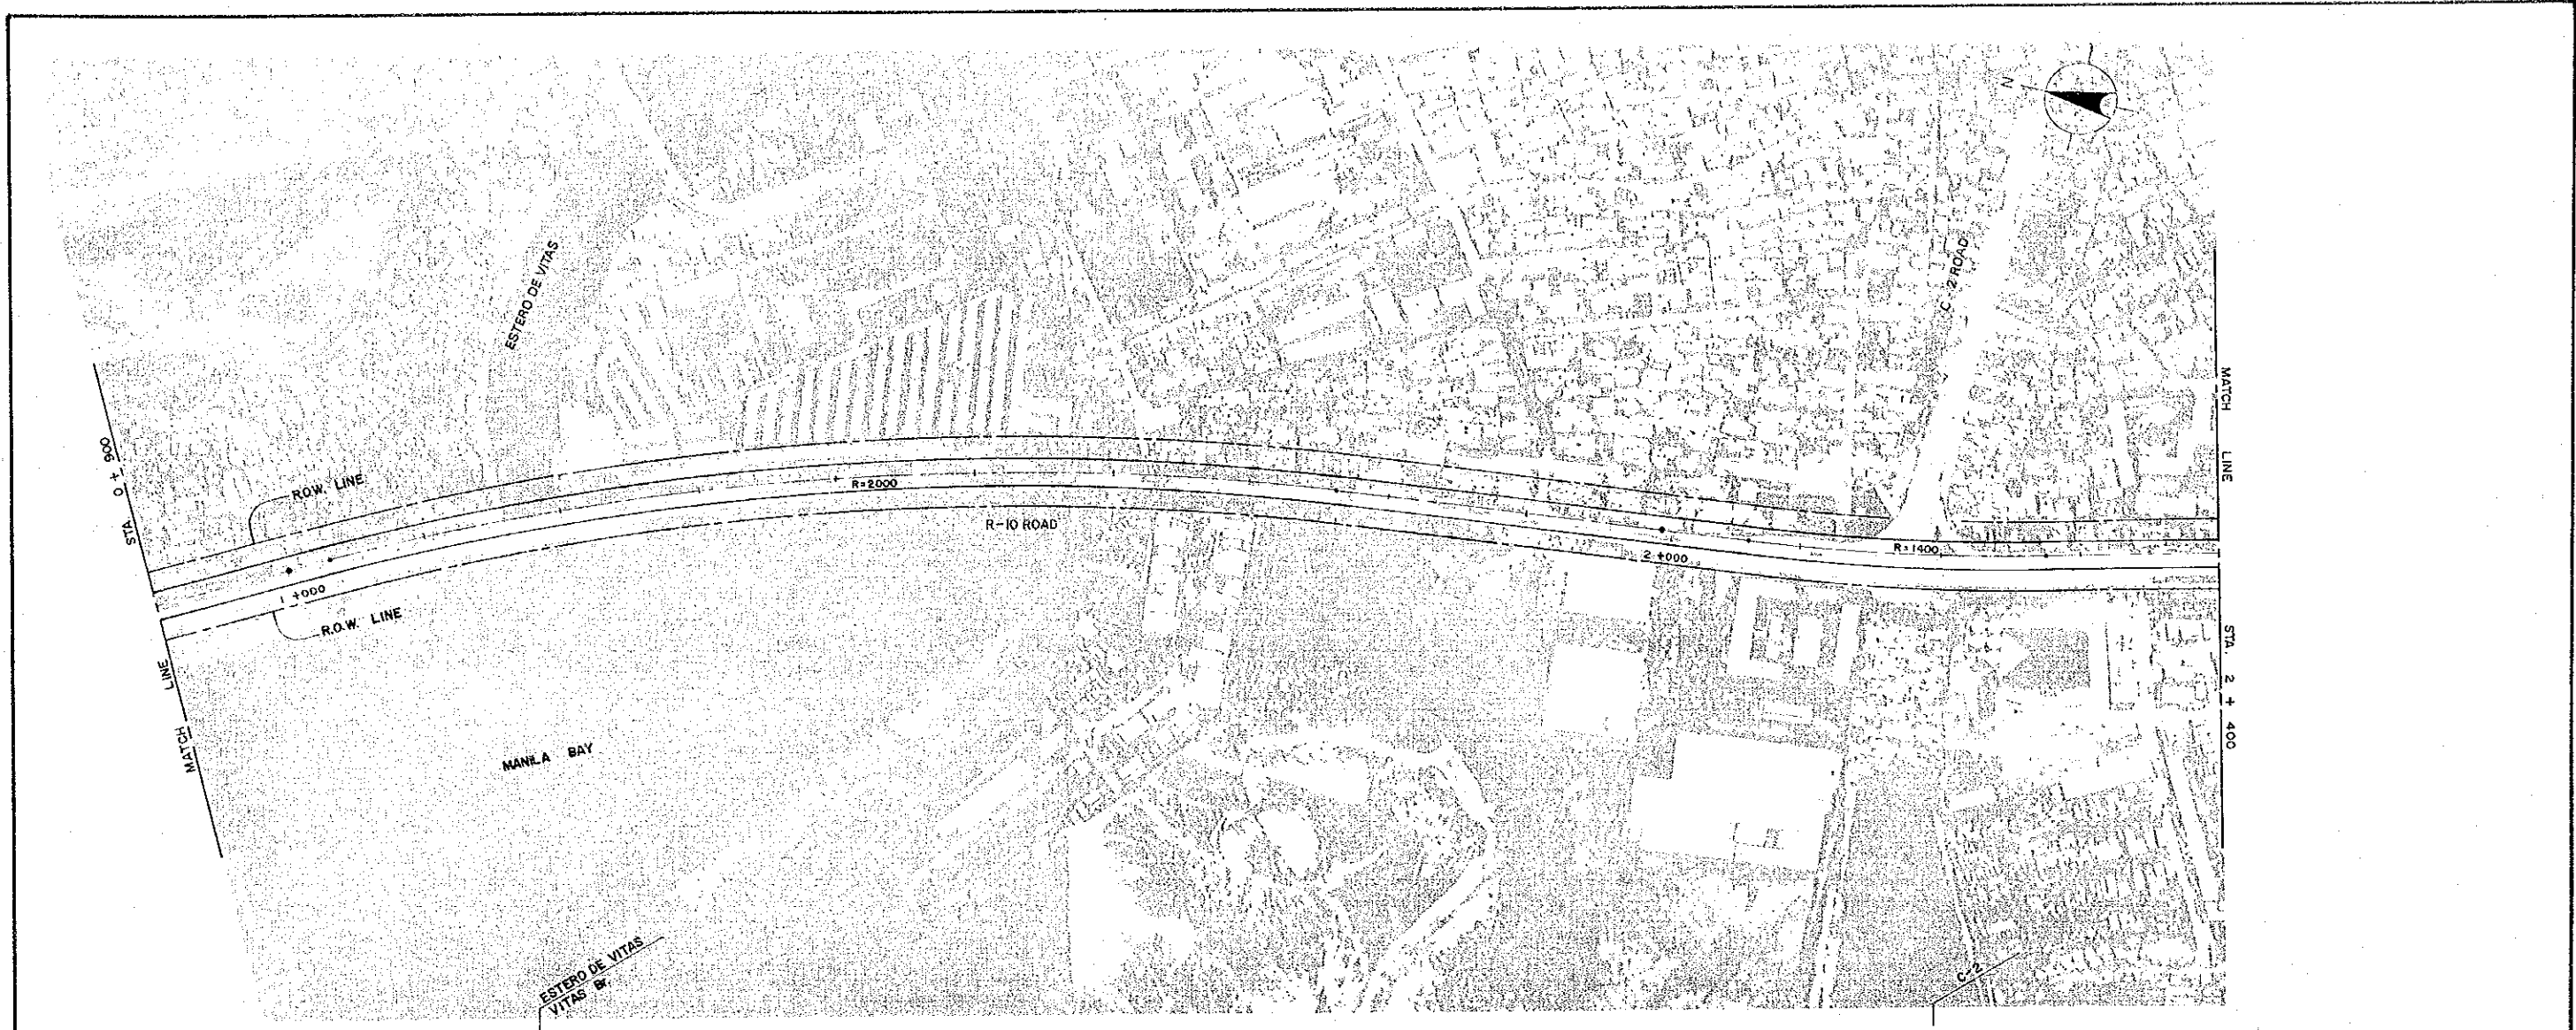 N
ESTERO DE VITAS
C-2 ROAD
MATCH LINE
STA. 0 + 900
R.O.W. LINE
R=2000
R-10 ROAD
2 +000
R=1400
1 +000
R.O.W. LINE
MATCH LINE
STA. 2 + 400
MANILA BAY
ESTERO DE VITAS
VITAS Br.
C-2